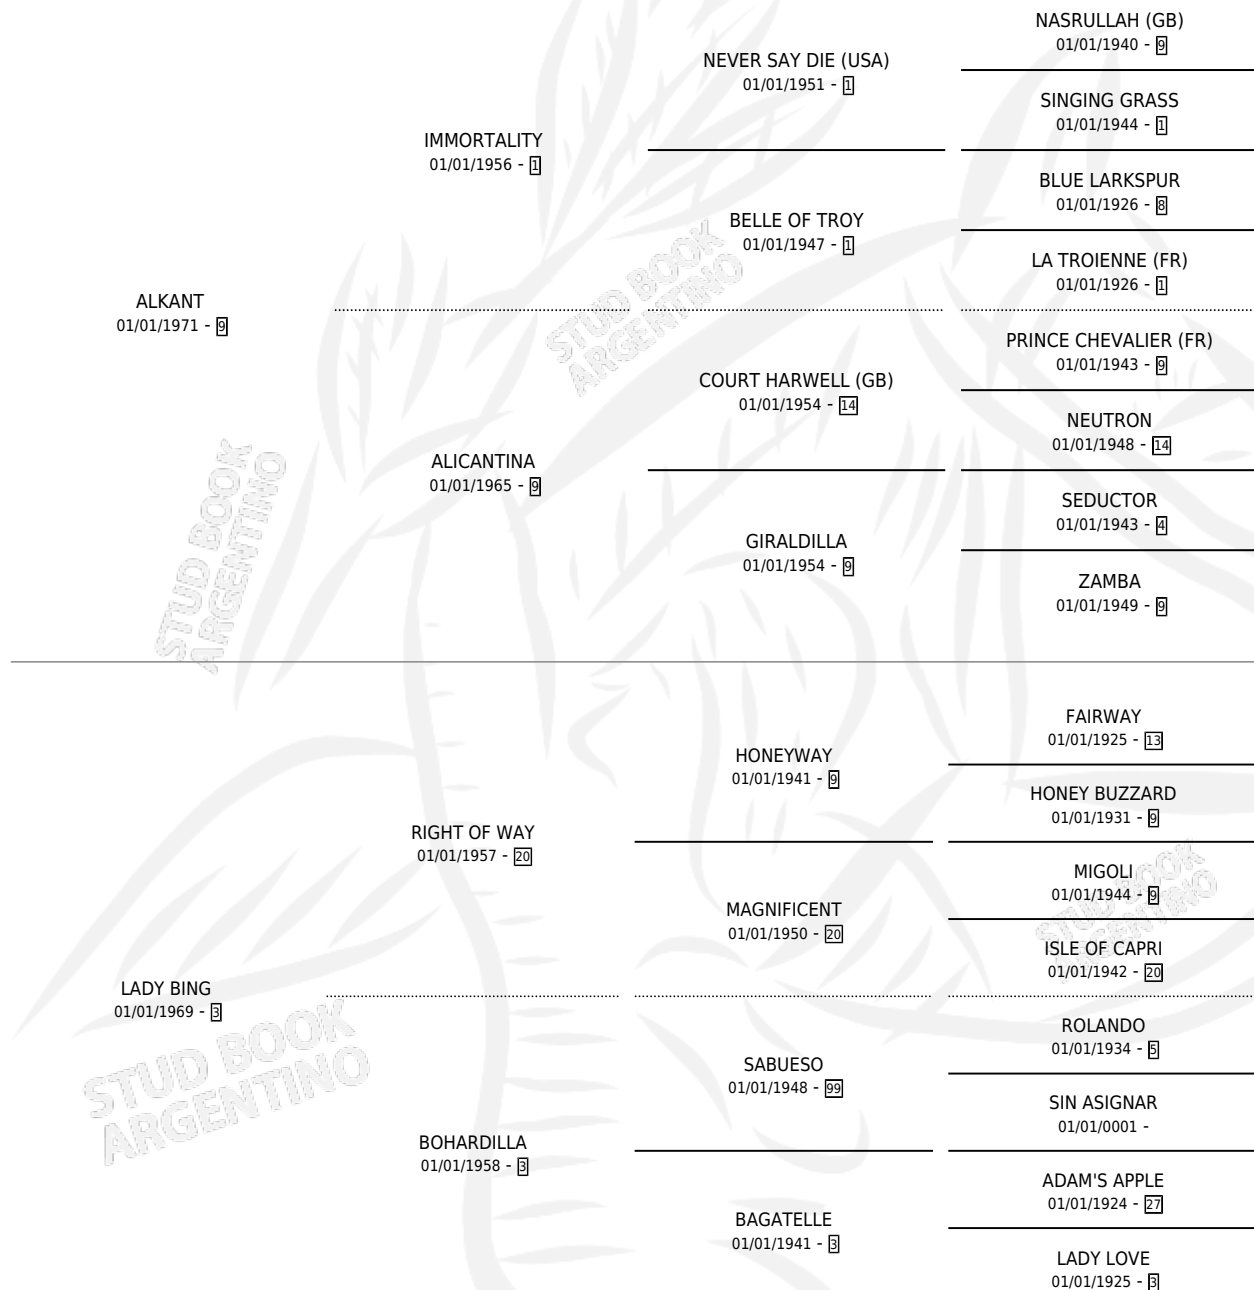 NASRULLAH (GB)
01/01/1940 - 9
NEVER SAY DIE (USA)
01/01/1951 - 1
SINGING GRASS
01/01/1944 - 1
IMMORTALITY
01/01/1956 - 1
BLUE LARKSPUR
01/01/1926 - 8
BELLE OF TROY
01/01/1947 - 1
LA TROIENNE (FR)
01/01/1926 - 1
ALKANT
01/01/1971 - 9
PRINCE CHEVALIER (FR)
01/01/1943 - 9
COURT HARWELL (GB)
01/01/1954 - 14
NEUTRON
01/01/1948 - 14
ALICANTINA
01/01/1965 - 9
SEDUCTOR
01/01/1943 - 4
GIRALDILLA
01/01/1954 - 9
ZAMBA
01/01/1949 - 9
FAIRWAY
01/01/1925 - 13
HONEYWAY
01/01/1941 - 9
HONEY BUZZARD
01/01/1931 - 9
RIGHT OF WAY
01/01/1957 - 20
MIGOLI
01/01/1944 - 9
MAGNIFICENT
01/01/1950 - 20
ISLE OF CAPRI
01/01/1942 - 20
LADY BING
01/01/1969 - 3
ROLANDO
01/01/1934 - 5
SABUESO
01/01/1948 - 99
SIN ASIGNAR
01/01/0001 -
BOHARDILLA
01/01/1958 - 3
ADAM'S APPLE
01/01/1924 - 27
BAGATELLE
01/01/1941 - 3
LADY LOVE
01/01/1925 - 3
STUD BOOK
ARGENTINO
STUD BOOK
ARGENTINO
STUD BOOK
ARGENTINO
STUD BOOK
ARGENTINO